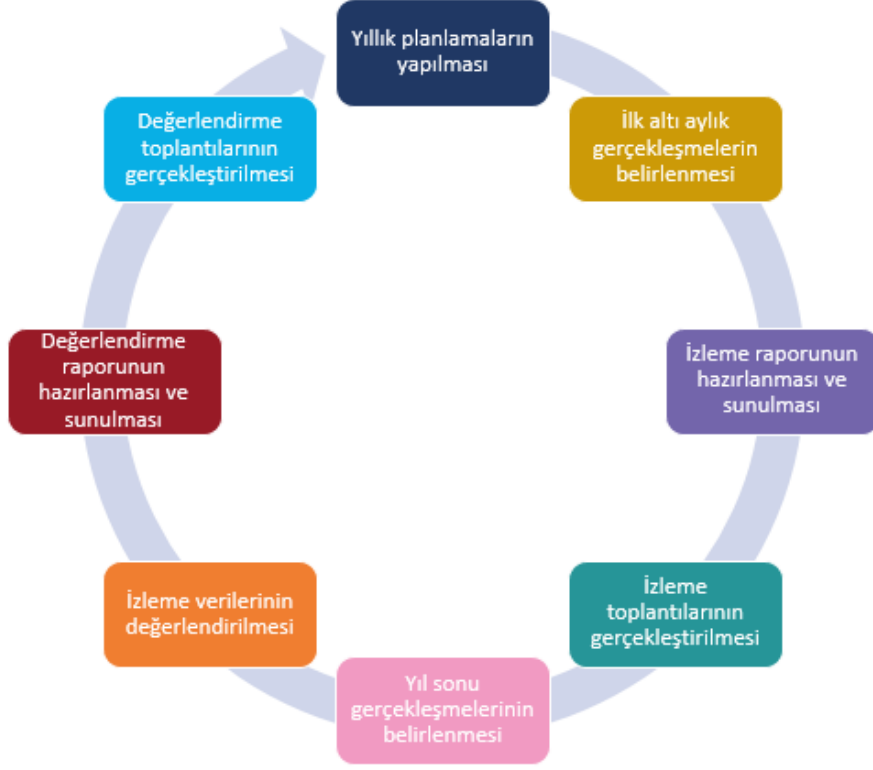 Yıllık planlamaların
yapılması
İlk altı aylık
gerçekleşmelerin
belirlenmesi
İzleme raporunun
hazırlanması ve
sunulması
İzleme
toplantılarının
gerçekleştirilmesi
Yıl sonu
gerçekleşmelerinin
belirlenmesi
İzleme verilerinin
değerlendirilmesi
Değerlendirme
raporunun
hazırlanması ve
sunulması
Değerlendirme
toplantılarının
gerçekleştirilmesi